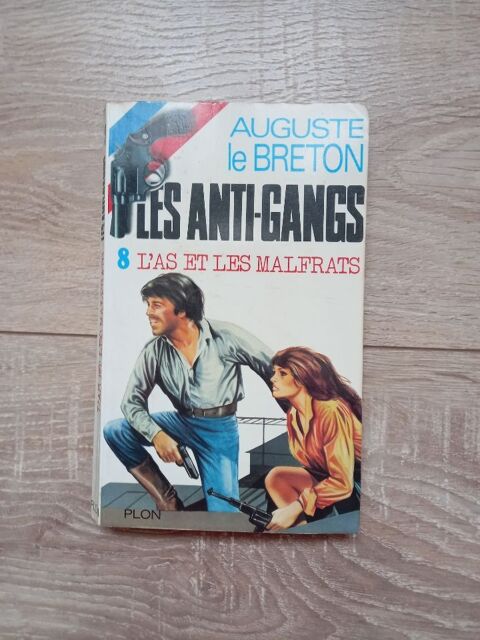 AUGUSTE
le BRETON
LES ANTI-GANGS
8 L'AS ET LES MALFRATS
PLON